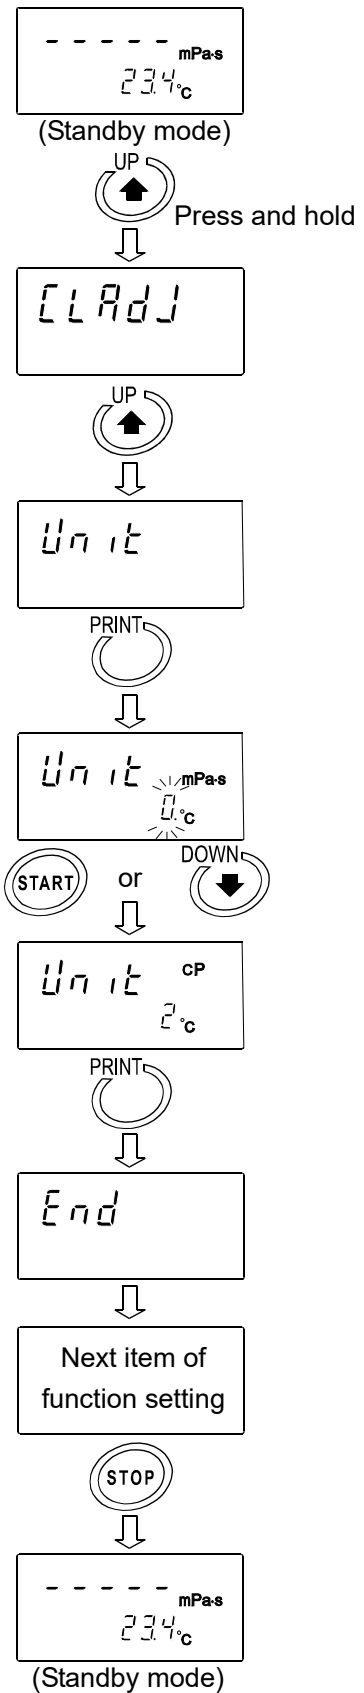 - - - - - mPa·s
23.4 °C
(Standby mode)
UP
Press and hold
CLAdJ
UP
Unit
PRINT
Unit mPa·s
0. °C
START or DOWN
Unit CP
2 °C
PRINT
End
Next item of
function setting
STOP
- - - - - mPa·s
23.4 °C
(Standby mode)